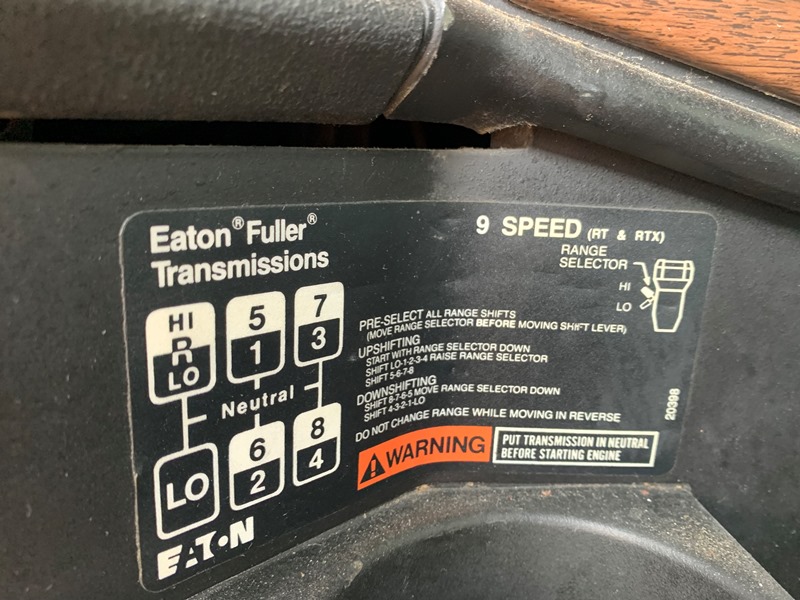 Eaton® Fuller®
Transmissions
9 SPEED (RT & RTX)
RANGE
SELECTOR
HI
LO
HI
R
LO
5
1
7
3
Neutral
LO
6
2
8
4
PRE-SELECT ALL RANGE SHIFTS
(MOVE RANGE SELECTOR BEFORE MOVING SHIFT LEVER)
UPSHIFTING
START WITH RANGE SELECTOR DOWN
SHIFT LO-1-2-3-4 RAISE RANGE SELECTOR
SHIFT 5-6-7-8
DOWNSHIFTING
SHIFT 8-7-6-5 MOVE RANGE SELECTOR DOWN
SHIFT 4-3-2-1-LO
DO NOT CHANGE RANGE WHILE MOVING IN REVERSE
WARNING
PUT TRANSMISSION IN NEUTRAL
BEFORE STARTING ENGINE
20398
EATON